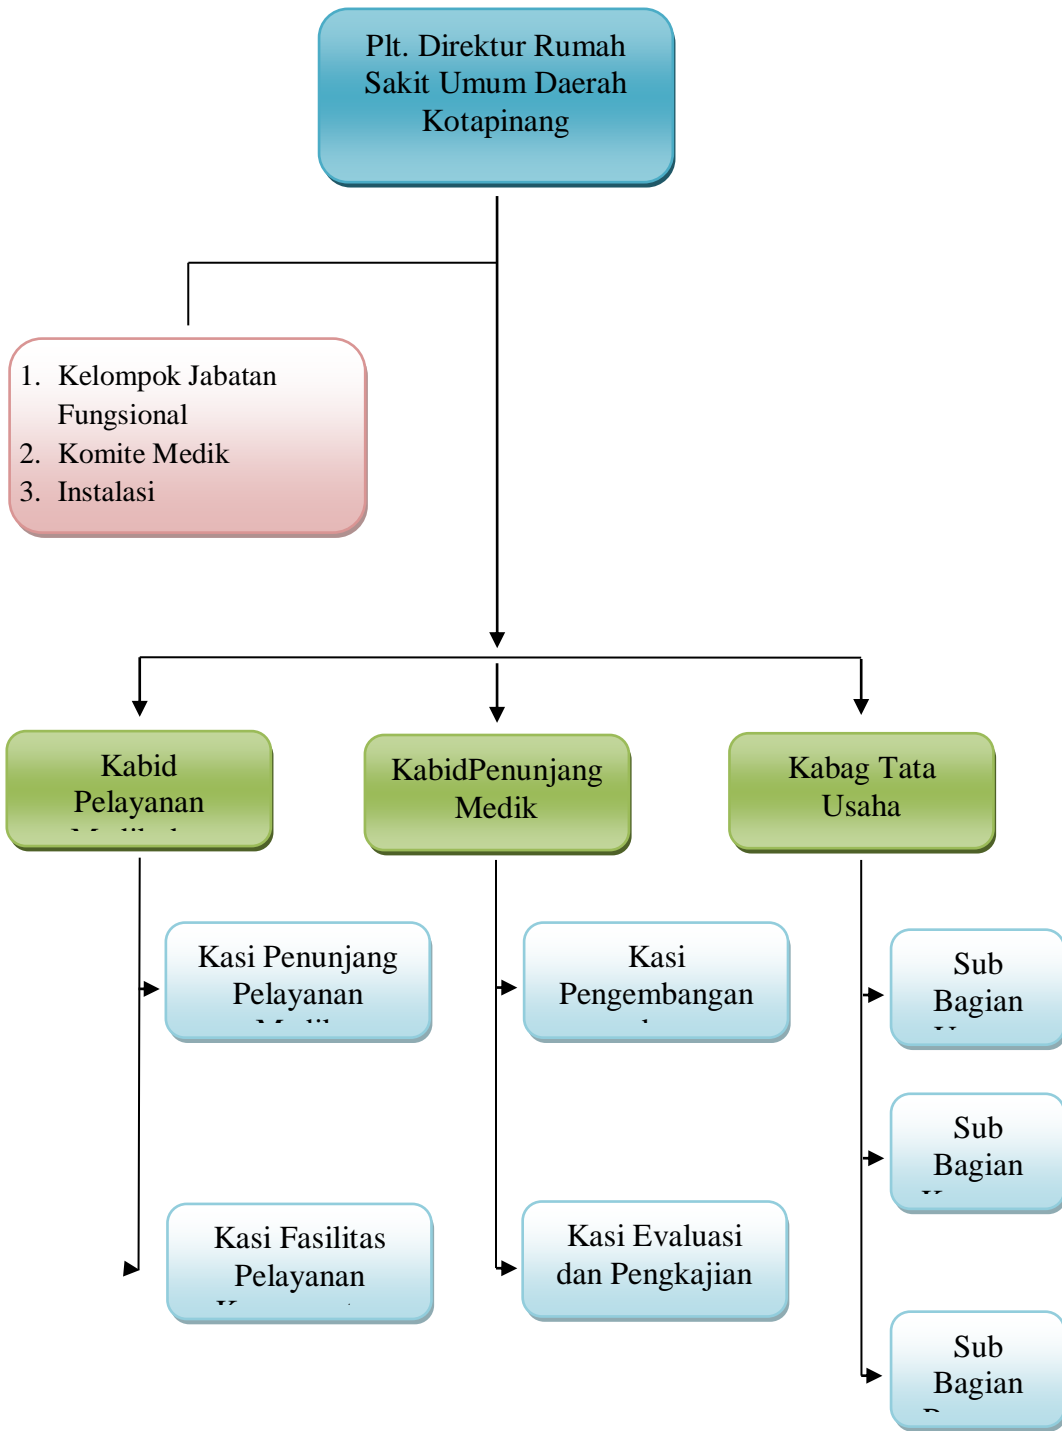 Plt. Direktur Rumah
Sakit Umum Daerah
Kotapinang
1. Kelompok Jabatan
Fungsional
2. Komite Medik
3. Instalasi
Kabid
Pelayanan
KabidPenunjang
Medik
Kabag Tata
Usaha
Kasi Penunjang
Pelayanan
Kasi
Pengembangan
Sub
Bagian
Sub
Bagian
Kasi Fasilitas
Pelayanan
Kasi Evaluasi
dan Pengkajian
Sub
Bagian